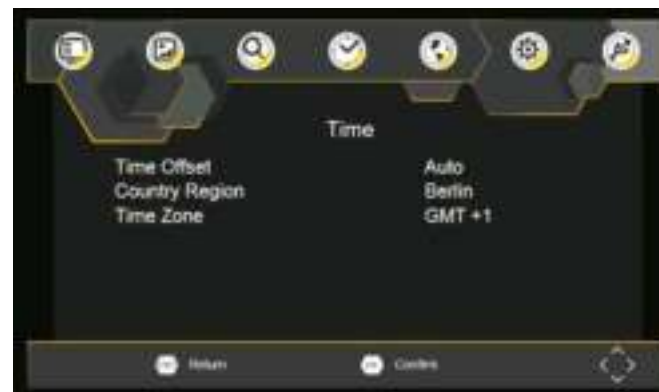 Time
Time Offset Auto
Country Region Berlin
Time Zone GMT +1
Return Confirm